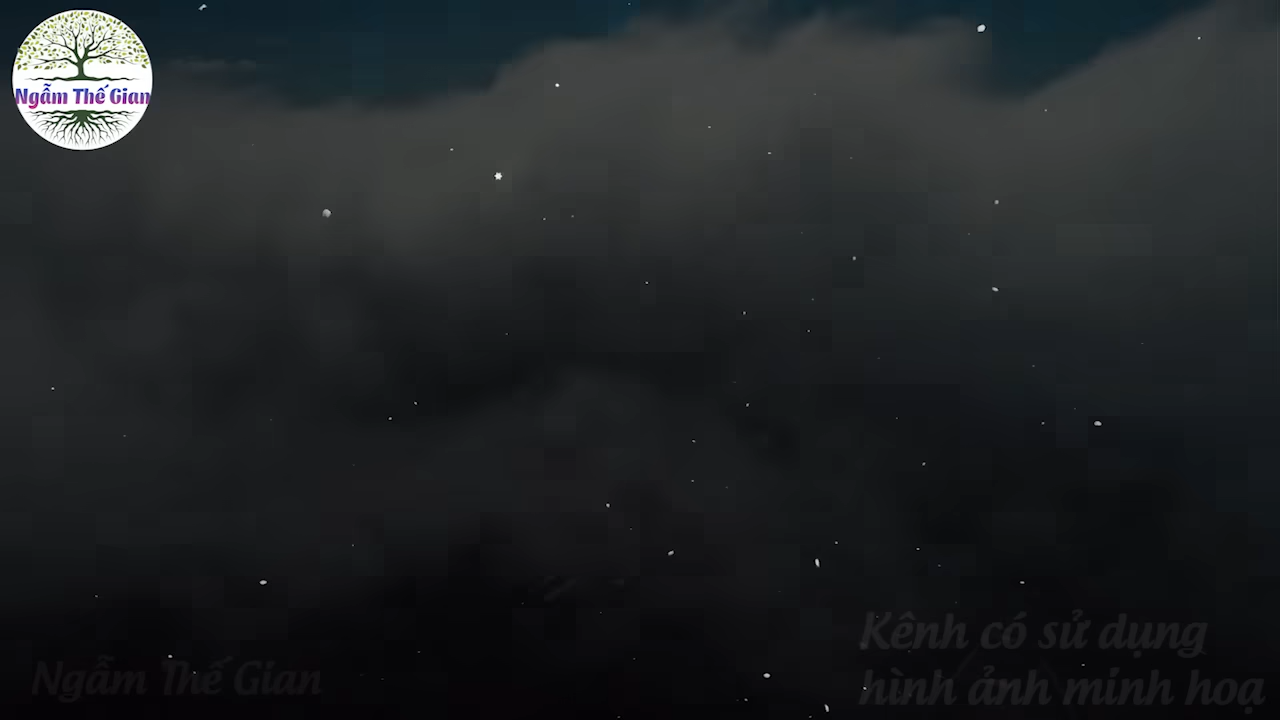 Ngẫm Thế Gian
Kênh có sử dụng
hình ảnh minh hoạ
Ngẫm Thế Gian